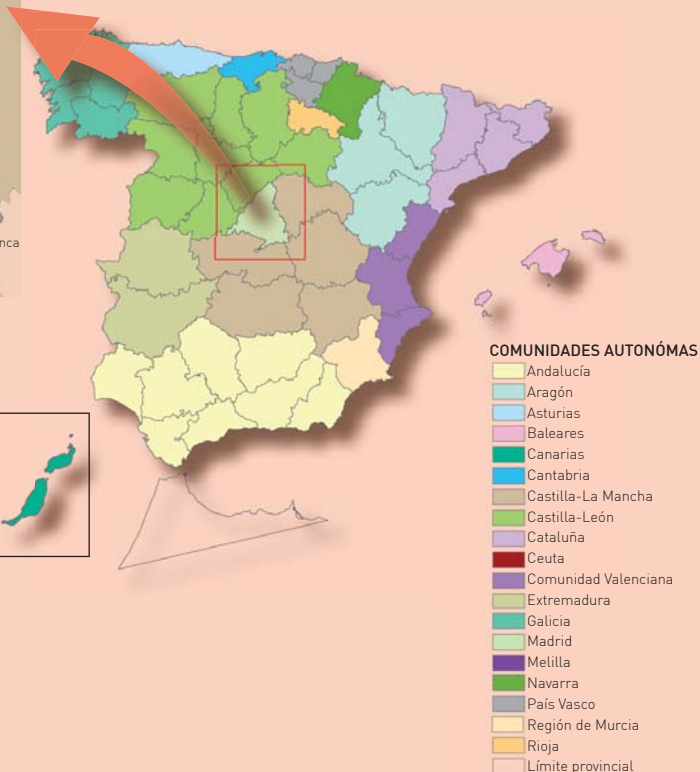 nca
COMUNIDADES AUTONÓMAS
Andalucía
Aragón
Asturias
Baleares
Canarias
Cantabria
Castilla-La Mancha
Castilla-León
Cataluña
Ceuta
Comunidad Valenciana
Extremadura
Galicia
Madrid
Melilla
Navarra
País Vasco
Región de Murcia
Rioja
Límite provincial